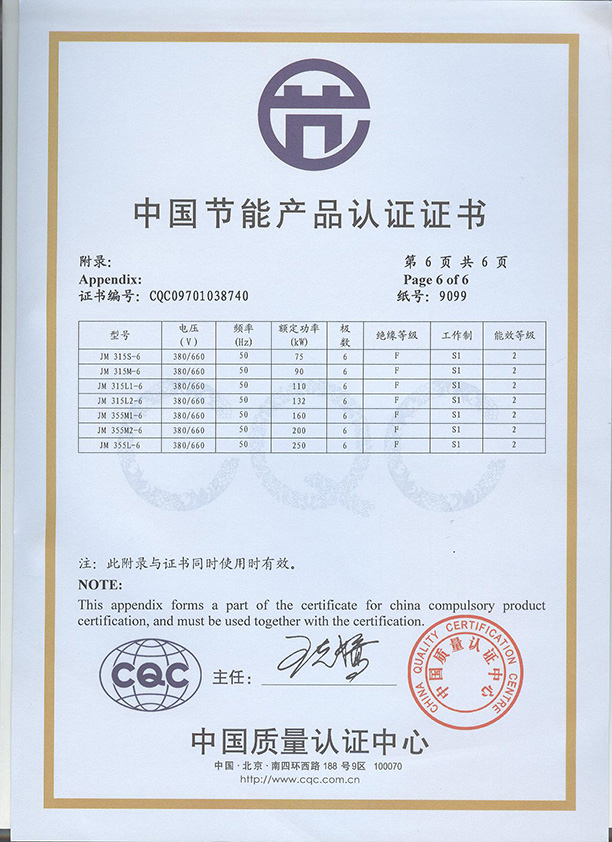 中国节能产品认证证书
附录：
第 6 页 共 6 页
Appendix:
Page 6 of 6
证书编号：CQC09701038740
纸号：9099
型号 电压(V) 频率(Hz) 额定功率(kW) 极数 绝缘等级 工作制 能效等级
JM 315S-6 380/660 50 75 6 F S1 2
JM 315M-6 380/660 50 90 6 F S1 2
JM 315L1-6 380/660 50 110 6 F S1 2
JM 315L2-6 380/660 50 132 6 F S1 2
JM 355M1-6 380/660 50 160 6 F S1 2
JM 355M2-6 380/660 50 200 6 F S1 2
JM 355L-6 380/660 50 250 6 F S1 2
CQC
注：此附录与证书同时使用时有效。
NOTE:
This appendix forms a part of the certificate for china compulsory product
certification, and must be used together with the certification.
CQC
主任：
CHINA QUALITY CERTIFICATION CENTRE
中国质量认证中心
中国质量认证中心
中国·北京·南四环西路 188 号9区 100070
http://www.cqc.com.cn